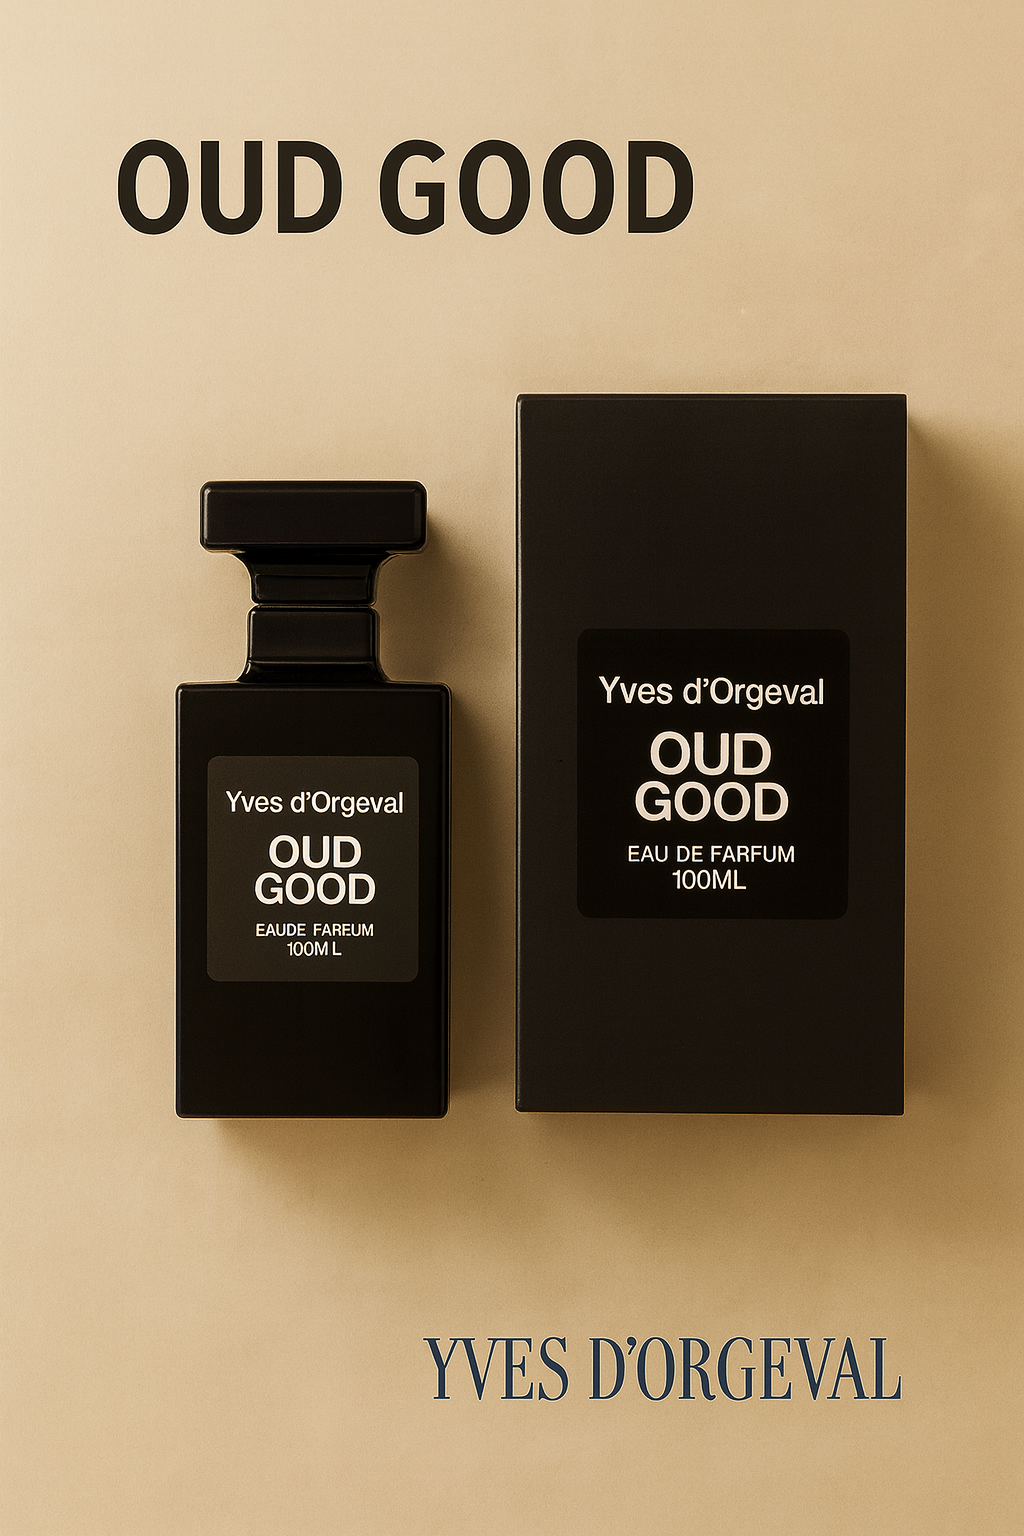 OUD GOOD
Yves d’Orgeval
OUD
GOOD
EAUDE FAREUM
100M L
Yves d’Orgeval
OUD
GOOD
EAU DE FARFUM
100ML
YVES D’ORGEVAL